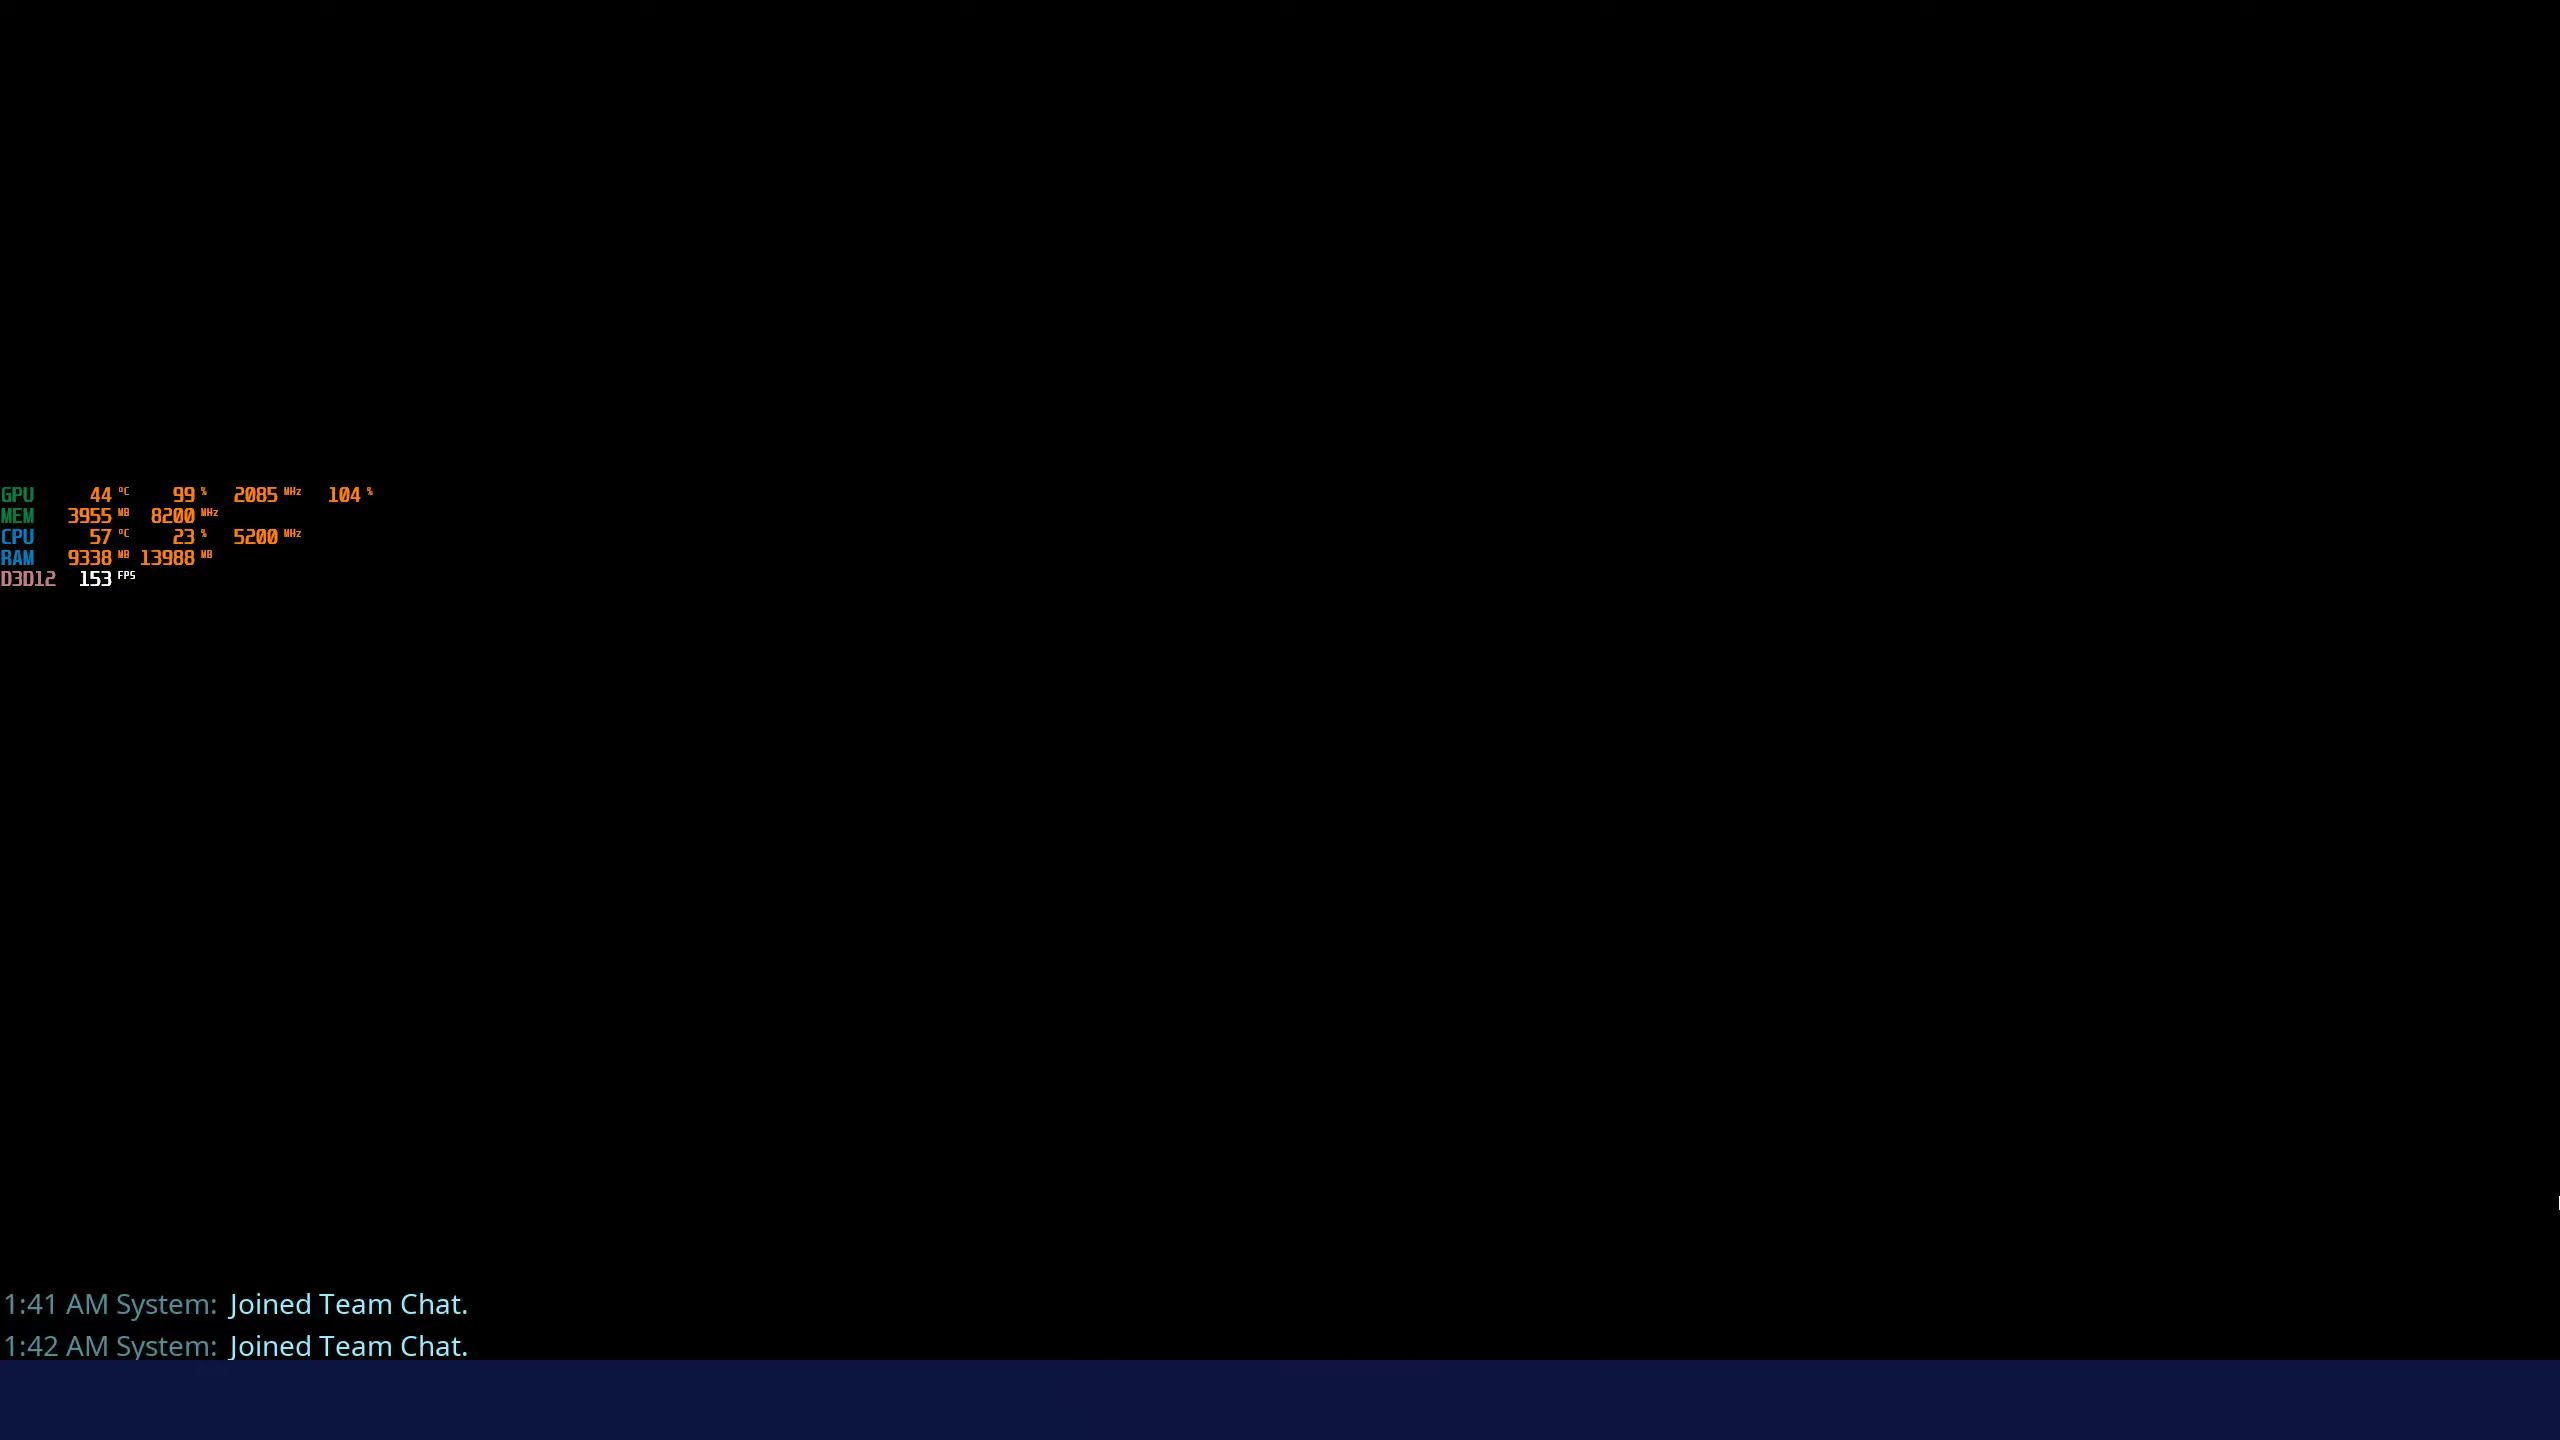 GPU 44 °C 99 % 2085 MHz 104 %
MEM 3955 MB 8200 MHz
CPU 57 °C 23 % 5200 MHz
RAM 9338 MB 13988 MB
D3D12 153 FPS
1:41 AM System: Joined Team Chat.
1:42 AM System: Joined Team Chat.